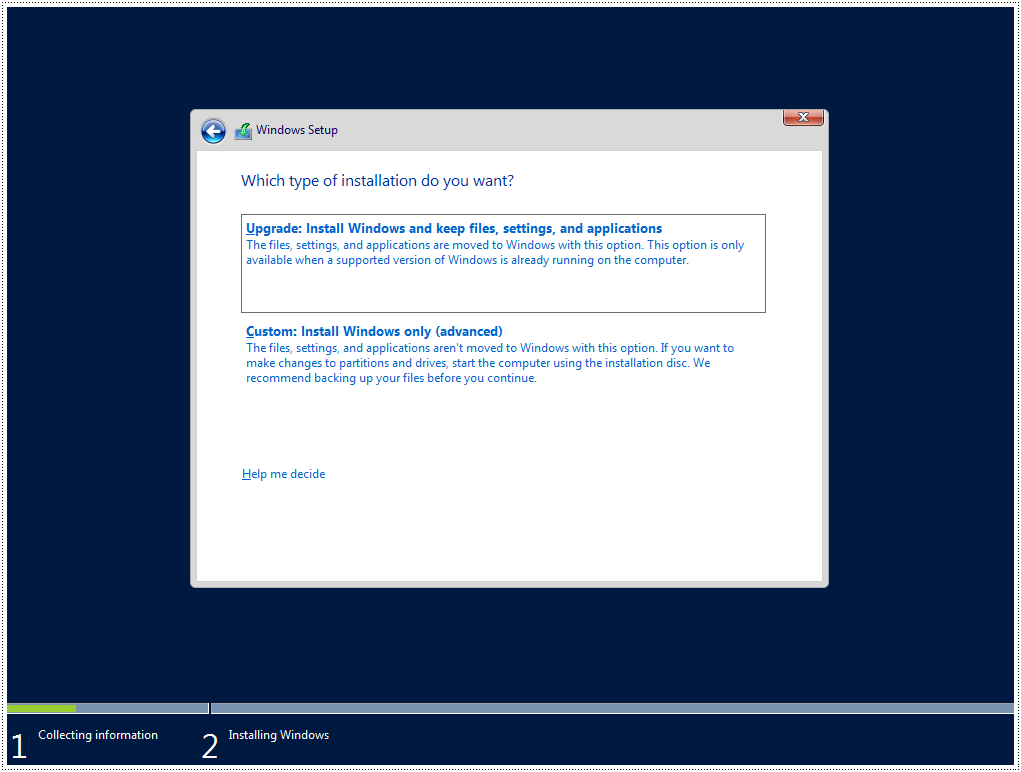 Windows Setup
Which type of installation do you want?
Upgrade: Install Windows and keep files, settings, and applications
The files, settings, and applications are moved to Windows with this option. This option is only
available when a supported version of Windows is already running on the computer.
Custom: Install Windows only (advanced)
The files, settings, and applications aren't moved to Windows with this option. If you want to
make changes to partitions and drives, start the computer using the installation disc. We
recommend backing up your files before you continue.
Help me decide
1 Collecting information 2 Installing Windows